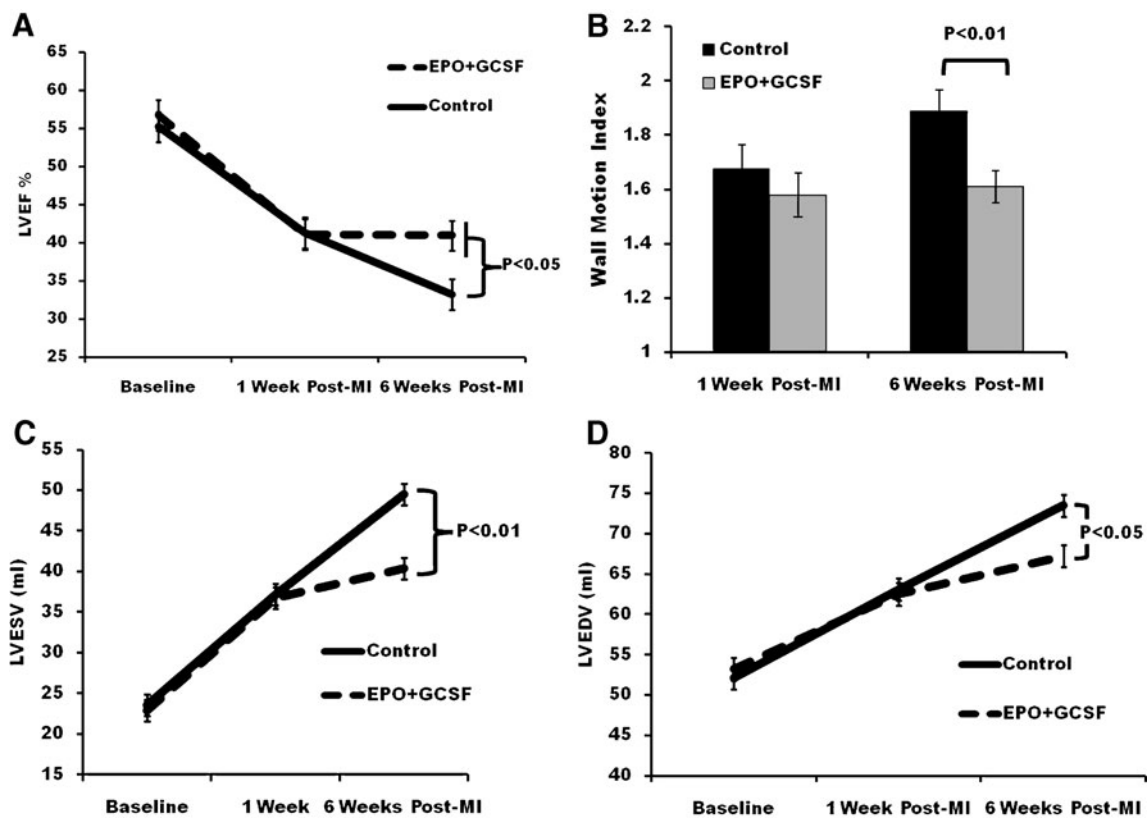 A
LVEF %
65
60
55
50
45
40
35
30
25
EPO+GCSF
Control
P<0.05
Baseline 1 Week Post-MI 6 Weeks Post-MI
B
Wall Motion Index
2.2
2
1.8
1.6
1.4
1.2
1
Control
EPO+GCSF
P<0.01
1 Week Post-MI 6 Weeks Post-MI
C
LVESV (ml)
55
50
45
40
35
30
25
20
15
P<0.01
Control
EPO+GCSF
Baseline 1 Week 6 Weeks Post-MI
D
LVEDV (ml)
80
75
70
65
60
55
50
45
40
P<0.05
Control
EPO+GCSF
Baseline 1 Week Post-MI 6 Weeks Post-MI